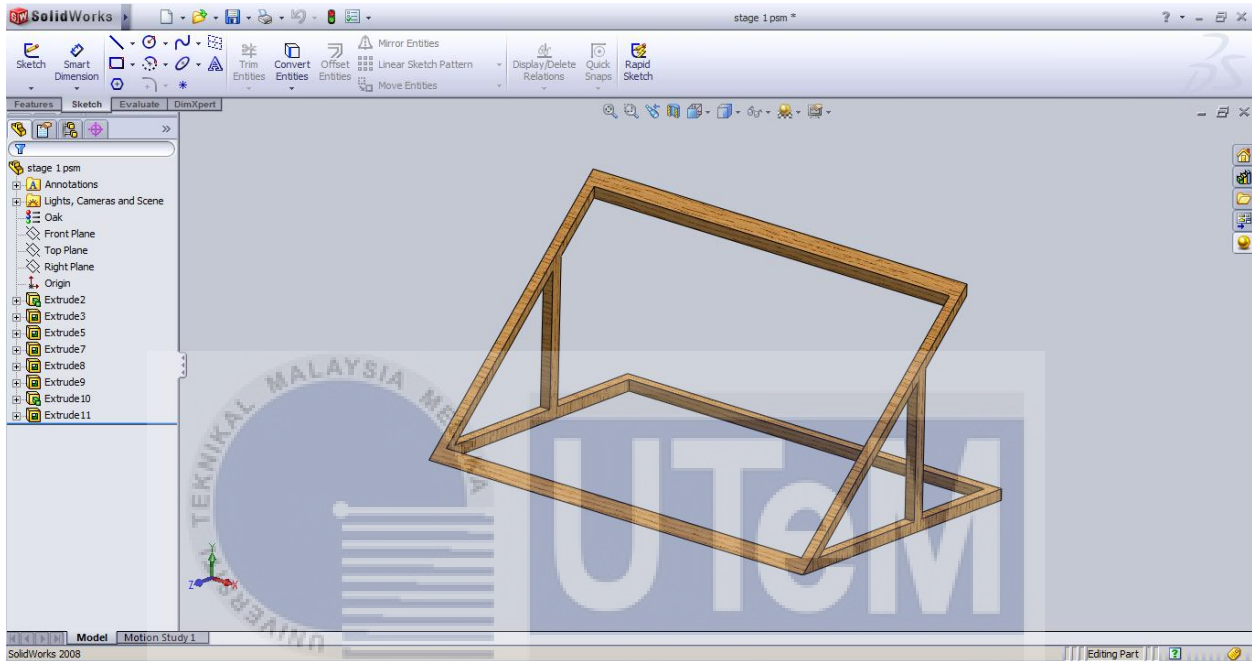 SolidWorks
stage 1 psm *
Sketch
Smart Dimension
Trim Entities
Convert Entities
Offset Entities
Mirror Entities
Linear Sketch Pattern
Move Entities
Display/Delete Relations
Quick Snaps
Rapid Sketch
Features Sketch Evaluate DimXpert
stage 1 psm
Annotations
Lights, Cameras and Scene
Oak
Front Plane
Top Plane
Right Plane
Origin
Extrude2
Extrude3
Extrude5
Extrude7
Extrude8
Extrude9
Extrude10
Extrude11
UNIVERSITI TEKNIKAL MALAYSIA
UTeM
Y
Z X
Model Motion Study 1
SolidWorks 2008
Editing Part